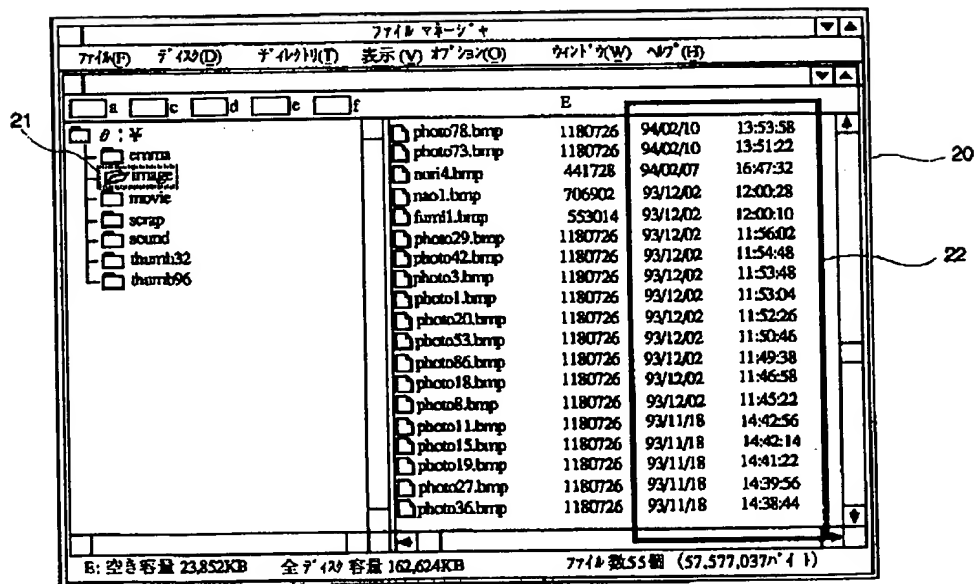 ファイル マネージャ
ファイル(F) ディスク(D) ディレクトリ(T) 表示(V) オプション(O) ウィンドウ(W) ヘルプ(H)
a c d e f E
21
20
22
e:¥
emma
image
movie
scrap
sound
thumb32
thumb96
photo78.bmp 1180726 94/02/10 13:53:58
photo73.bmp 1180726 94/02/10 13:51:22
nori4.bmp 441728 94/02/07 16:47:32
nao1.bmp 706902 93/12/02 12:00:28
fumi1.bmp 553014 93/12/02 12:00:10
photo29.bmp 1180726 93/12/02 11:56:02
photo42.bmp 1180726 93/12/02 11:54:48
photo3.bmp 1180726 93/12/02 11:53:48
photo1.bmp 1180726 93/12/02 11:53:04
photo20.bmp 1180726 93/12/02 11:52:26
photo53.bmp 1180726 93/12/02 11:50:46
photo86.bmp 1180726 93/12/02 11:49:38
photo18.bmp 1180726 93/12/02 11:46:58
photo8.bmp 1180726 93/12/02 11:45:22
photo11.bmp 1180726 93/11/18 14:42:56
photo15.bmp 1180726 93/11/18 14:42:14
photo19.bmp 1180726 93/11/18 14:41:22
photo27.bmp 1180726 93/11/18 14:39:56
photo36.bmp 1180726 93/11/18 14:38:44
E: 空き容量 23,852KB 全ディスク容量 162,624KB ファイル数55個 (57,577,037バイト)